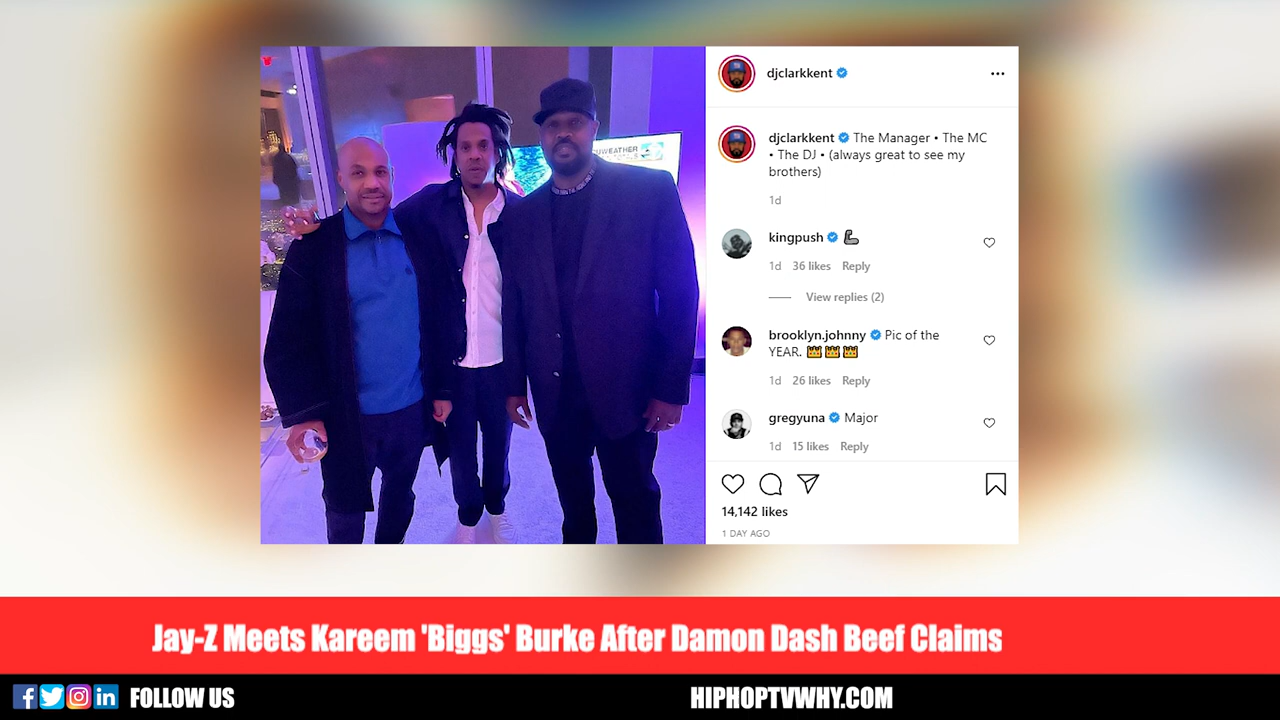 UWEATHER
djclarkkent
djclarkkent The Manager • The MC
• The DJ • (always great to see my
brothers)
1d
kingpush
1d 36 likes Reply
View replies (2)
brooklyn.johnny Pic of the
YEAR.
1d 26 likes Reply
gregyuna Major
1d 15 likes Reply
14,142 likes
1 DAY AGO
Jay-Z Meets Kareem 'Biggs' Burke After Damon Dash Beef Claims
FOLLOW US
HIPHOPTVWHY.COM